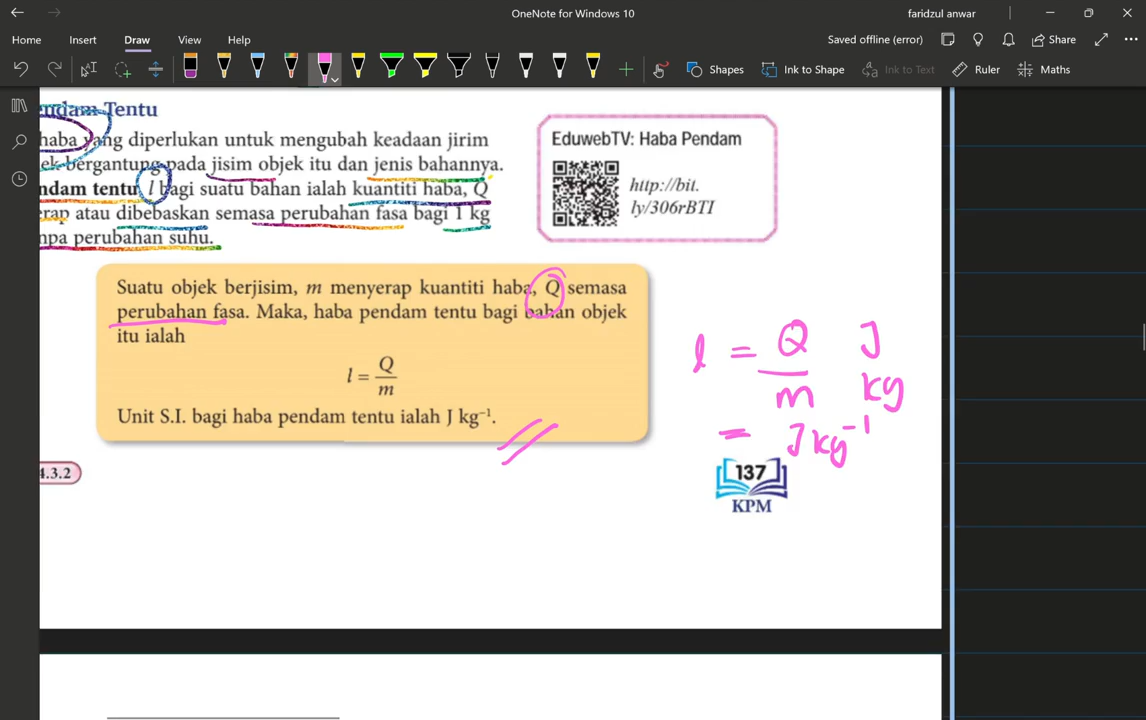 OneNote for Windows 10
faridzul anwar
Home
Insert
Draw
View
Help
Saved offline (error)
Share
Shapes
Ink to Shape
Ink to Text
Ruler
Maths
endam Tentu
haba yang diperlukan untuk mengubah keadaan jirim
ek bergantung pada jisim objek itu dan jenis bahannya.
ndam tentu, l bagi suatu bahan ialah kuantiti haba, Q
erap atau dibebaskan semasa perubahan fasa bagi 1 kg
npa perubahan suhu.
EduwebTV: Haba Pendam
http://bit.
ly/306rBTI
Suatu objek berjisim, m menyerap kuantiti haba, Q semasa
perubahan fasa. Maka, haba pendam tentu bagi bahan objek
itu ialah
l = Q/m
Unit S.I. bagi haba pendam tentu ialah J kg⁻¹.
l = Q/m J/kg
= J kg⁻¹
4.3.2
137
KPM